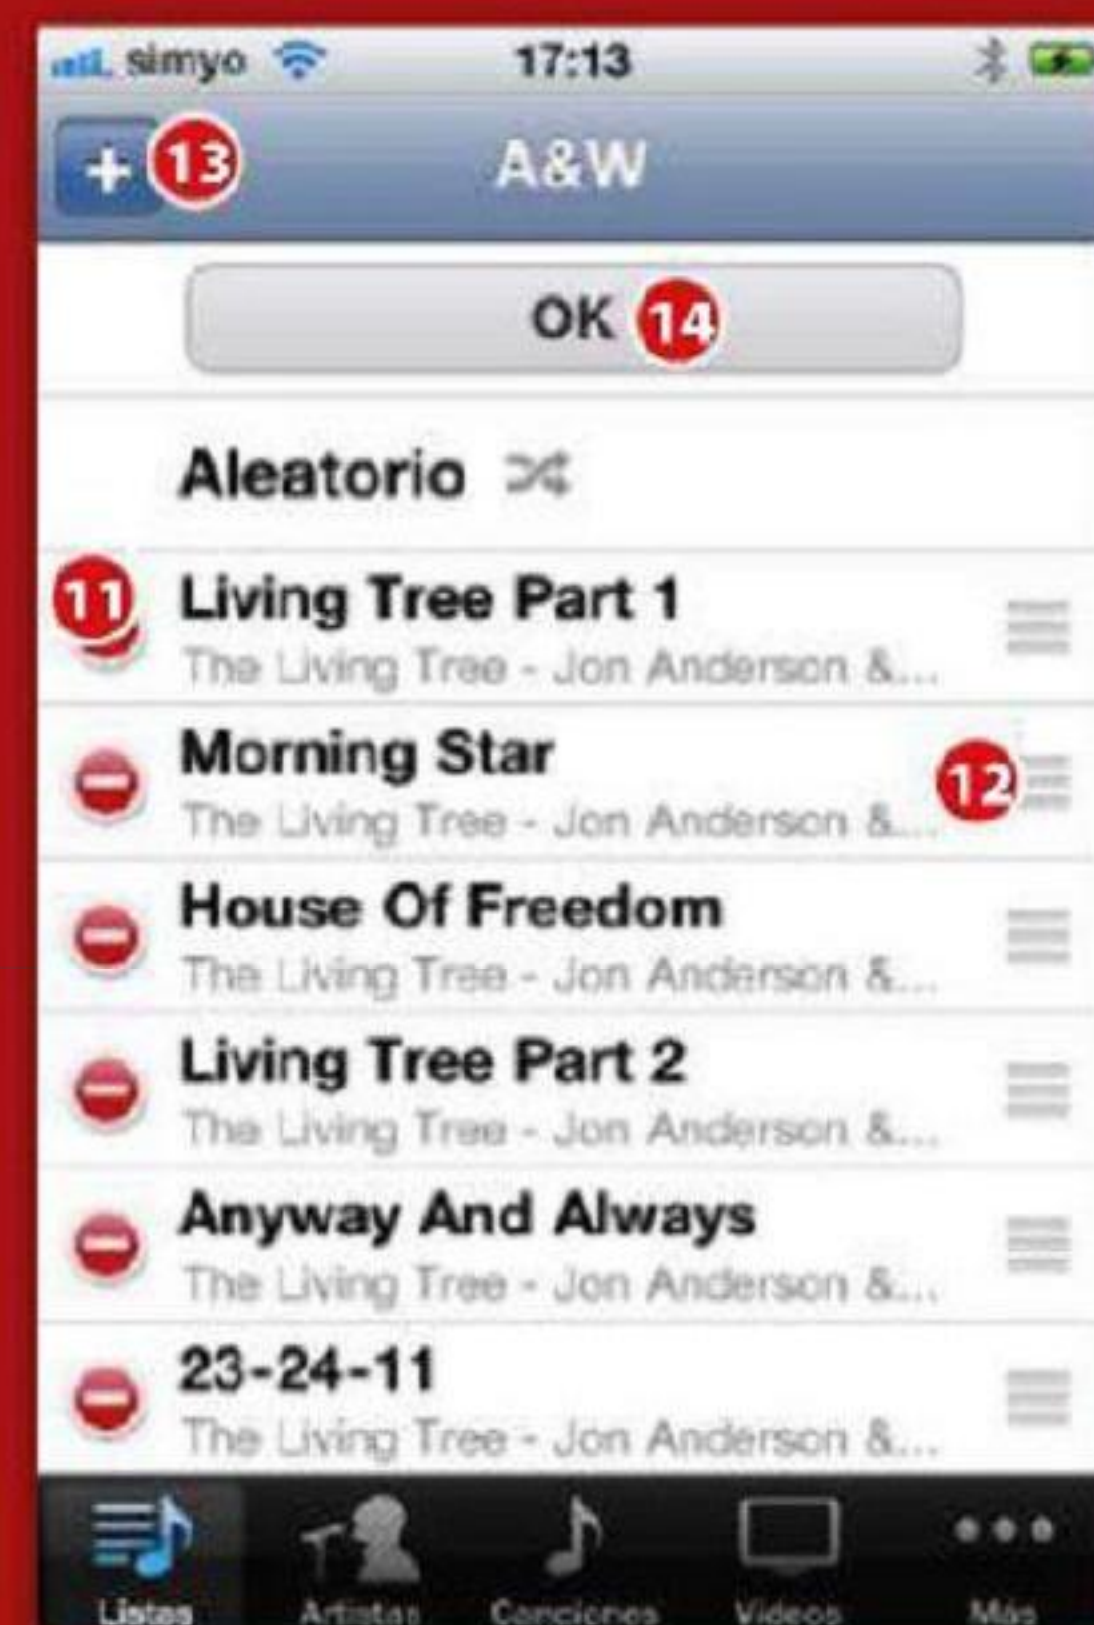 simyo 17:13
+ 13 A&W
OK 14
Aleatorio
11 Living Tree Part 1
The Living Tree - Jon Anderson &...
Morning Star
The Living Tree - Jon Anderson &... 12
House Of Freedom
The Living Tree - Jon Anderson &...
Living Tree Part 2
The Living Tree - Jon Anderson &...
Anyway And Always
The Living Tree - Jon Anderson &...
23-24-11
The Living Tree - Jon Anderson &...
Listas Artistas Canciones Vídeos Más